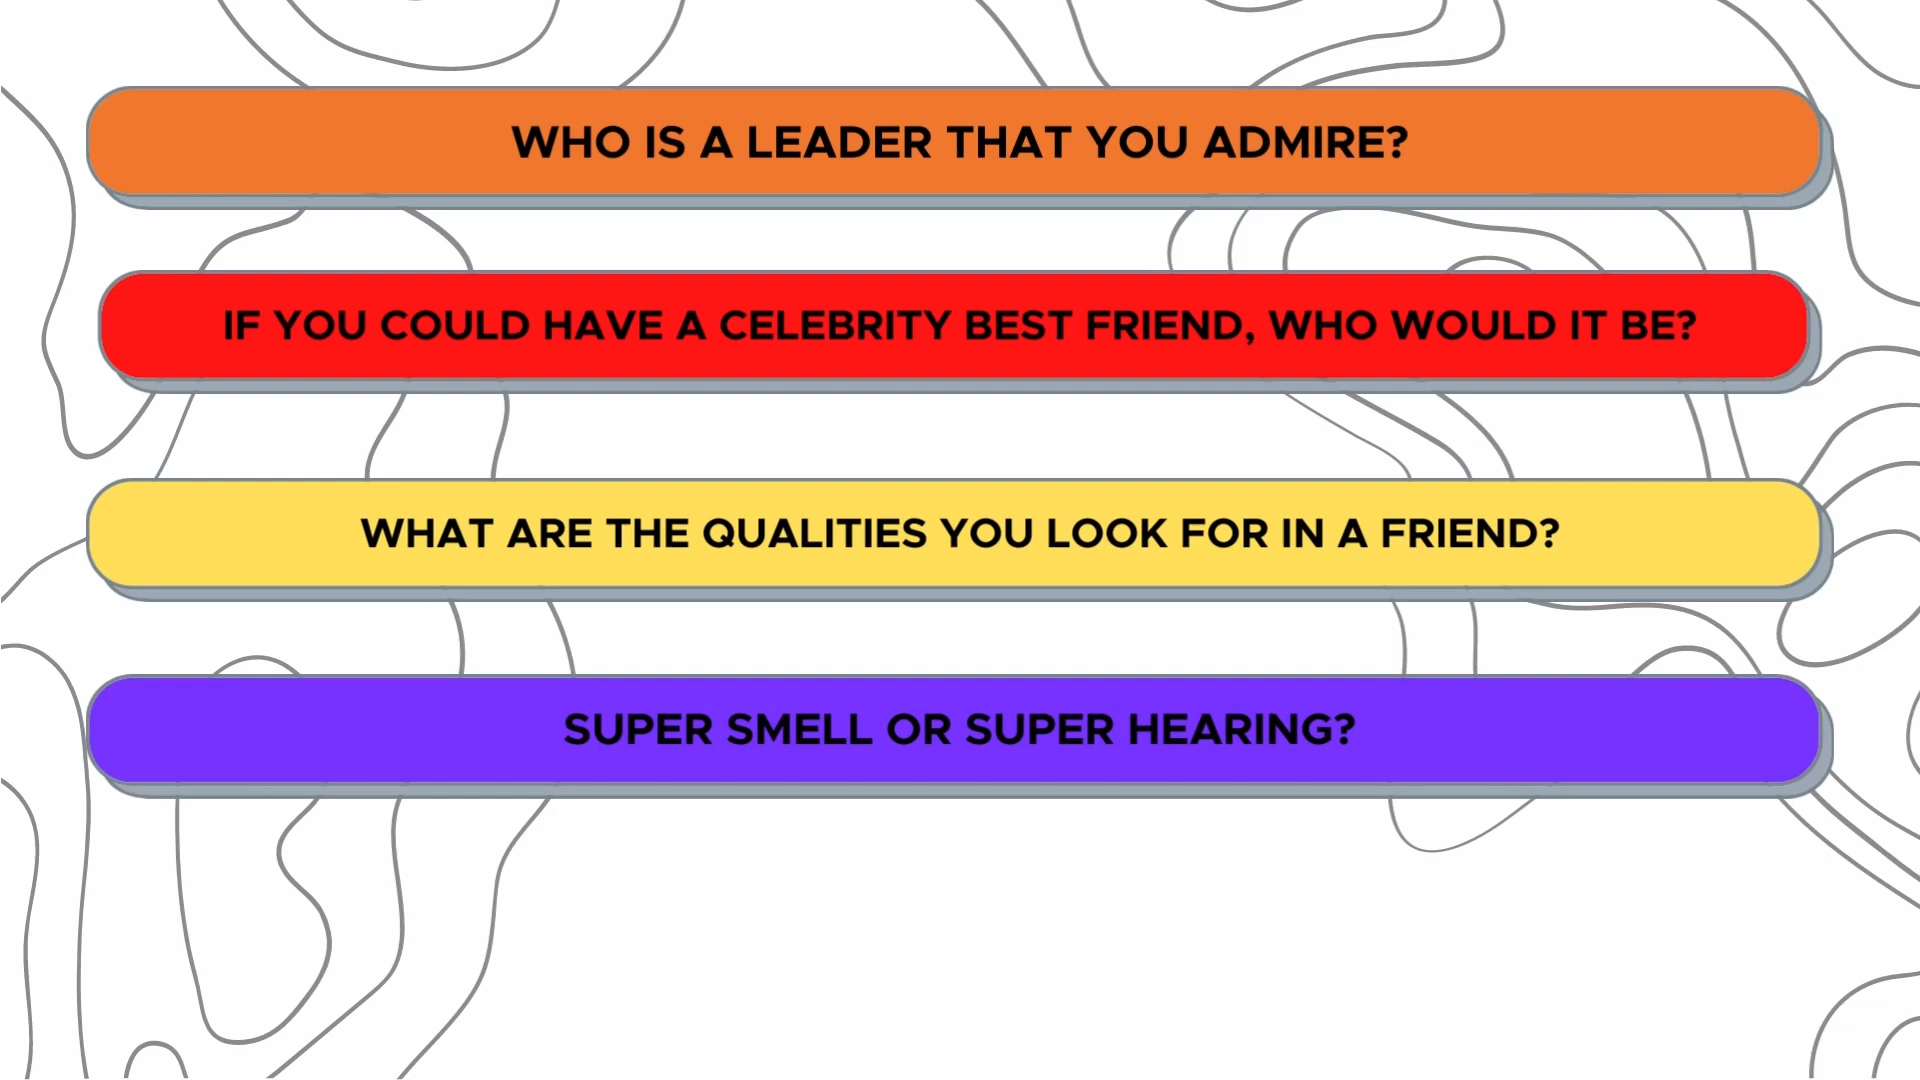 WHO IS A LEADER THAT YOU ADMIRE?
IF YOU COULD HAVE A CELEBRITY BEST FRIEND, WHO WOULD IT BE?
WHAT ARE THE QUALITIES YOU LOOK FOR IN A FRIEND?
SUPER SMELL OR SUPER HEARING?